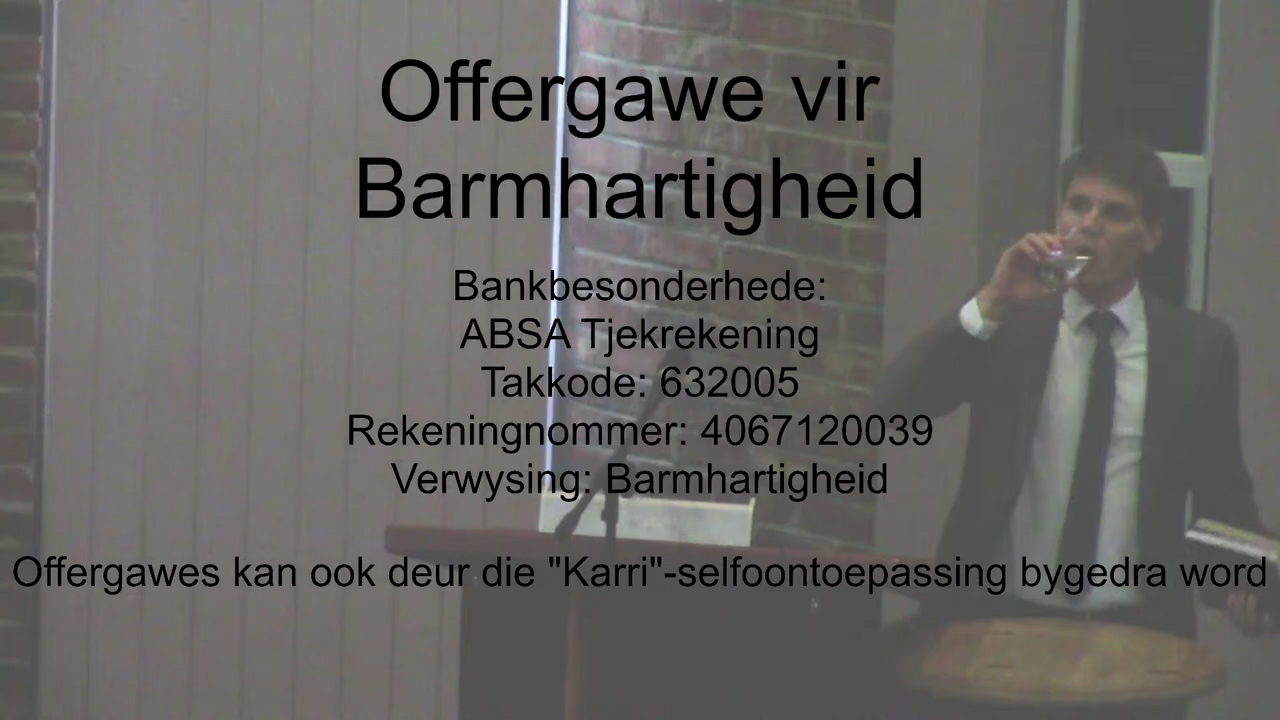 Offergawe vir
Barmhartigheid
Bankbesonderhede:
ABSA Tjekrekening
Takkode: 632005
Rekeningnommer: 4067120039
Verwysing: Barmhartigheid
Offergawes kan ook deur die "Karri"-selfoontoepassing bygedra word